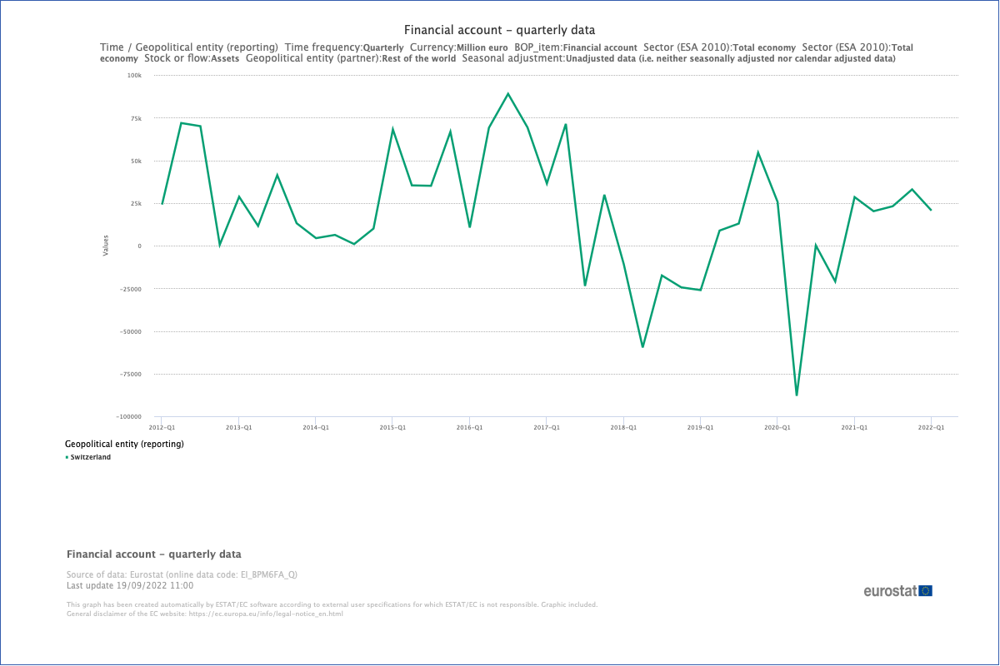 Financial account - quarterly data
Time / Geopolitical entity (reporting) Time frequency:Quarterly Currency:Million euro BOP_item:Financial account Sector (ESA 2010):Total economy Sector (ESA 2010):Total
economy Stock or flow:Assets Geopolitical entity (partner):Rest of the world Seasonal adjustment:Unadjusted data (i.e. neither seasonally adjusted nor calendar adjusted data)
100k
75k
50k
25k
0
-25000
-50000
-75000
-100000
Values
2012-Q1 2013-Q1 2014-Q1 2015-Q1 2016-Q1 2017-Q1 2018-Q1 2019-Q1 2020-Q1 2021-Q1 2022-Q1
Geopolitical entity (reporting)
Switzerland
Financial account - quarterly data
Source of data: Eurostat (online data code: EI_BPM6FA_Q)
Last update 19/09/2022 11:00
eurostat
This graph has been created automatically by ESTAT/EC software according to external user specifications for which ESTAT/EC is not responsible. Graphic included.
General disclaimer of the EC website: https://ec.europa.eu/info/legal-notice_en.html